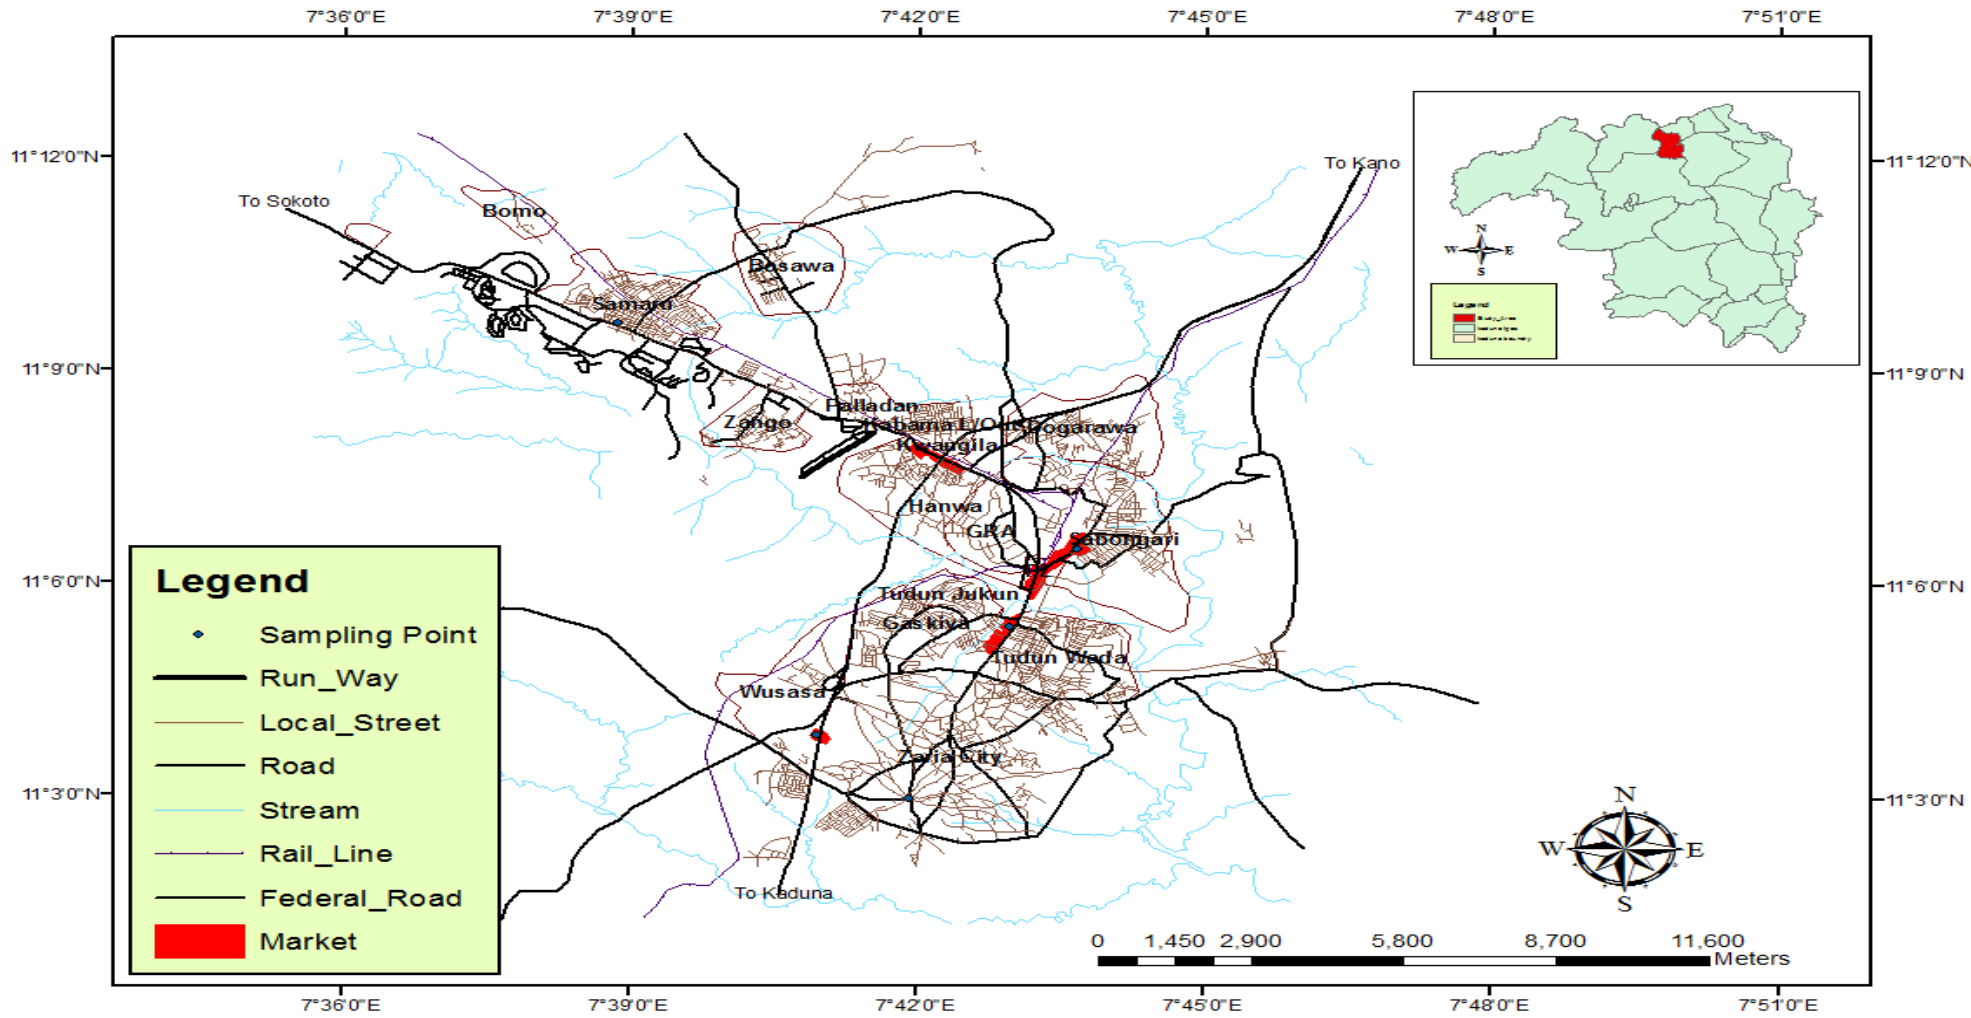 7°36'0"E 7°39'0"E 7°42'0"E 7°45'0"E 7°48'0"E 7°51'0"E
11°12'0"N
11°12'0"N
To Kano
To Sokoto
Bomo
Basawa
Samaru
N
W E
S
Legend
Study_Area
11°9'0"N
11°9'0"N
Palladan
Zango
Dogarawa
Kwangila
Hanwa
GRA
Sabongari
11°6'0"N
11°6'0"N
Tudun Jukun
Gaskiya
Tudun Wada
Wusasa
Zaria City
11°3'0"N
11°3'0"N
To Kaduna
Legend
Sampling Point
Run_Way
Local_Street
Road
Stream
Rail_Line
Federal_Road
Market
N
W E
S
0 1,450 2,900 5,800 8,700 11,600
Meters
7°36'0"E 7°39'0"E 7°42'0"E 7°45'0"E 7°48'0"E 7°51'0"E